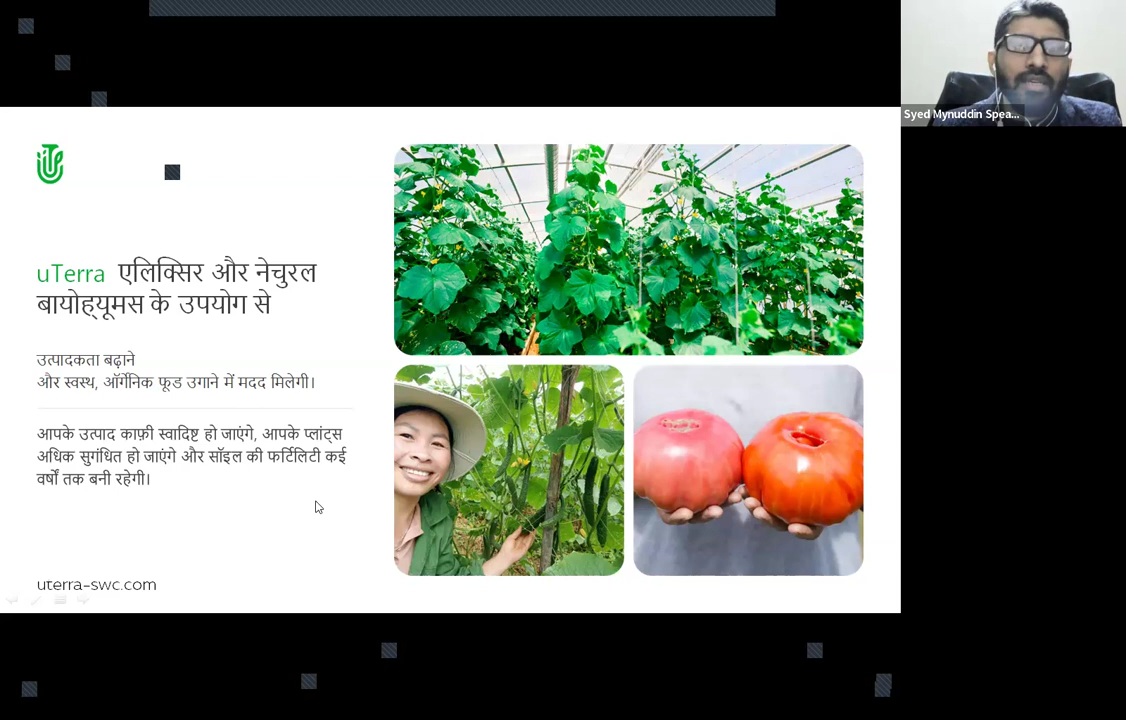 Syed Mynuddin Spea...
uTerra एलिक्सिर और नेचुरल
बायोह्यूमस के उपयोग से
उत्पादकता बढ़ाने
और स्वस्थ, ऑर्गेनिक फूड उगाने में मदद मिलेगी।
आपके उत्पाद काफ़ी स्वादिष्ट हो जाएंगे, आपके प्लांट्स
अधिक सुगंधित हो जाएंगे और सॉइल की फर्टिलिटी कई
वर्षों तक बनी रहेगी।
uterra-swc.com